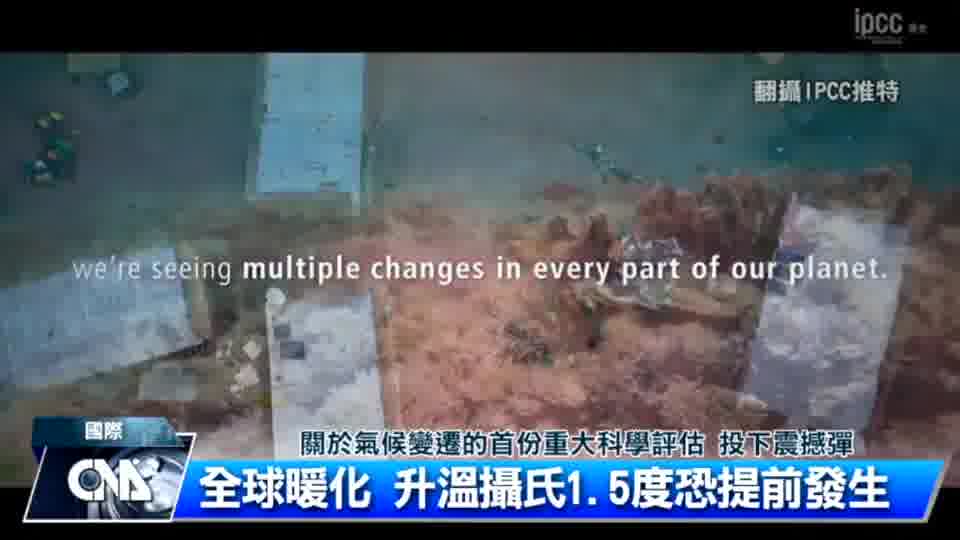 ipcc
翻攝IPCC推特
we're seeing multiple changes in every part of our planet.
國際
關於氣候變遷的首份重大科學評估 投下震撼彈
CNA
全球暖化 升溫攝氏1.5度恐提前發生